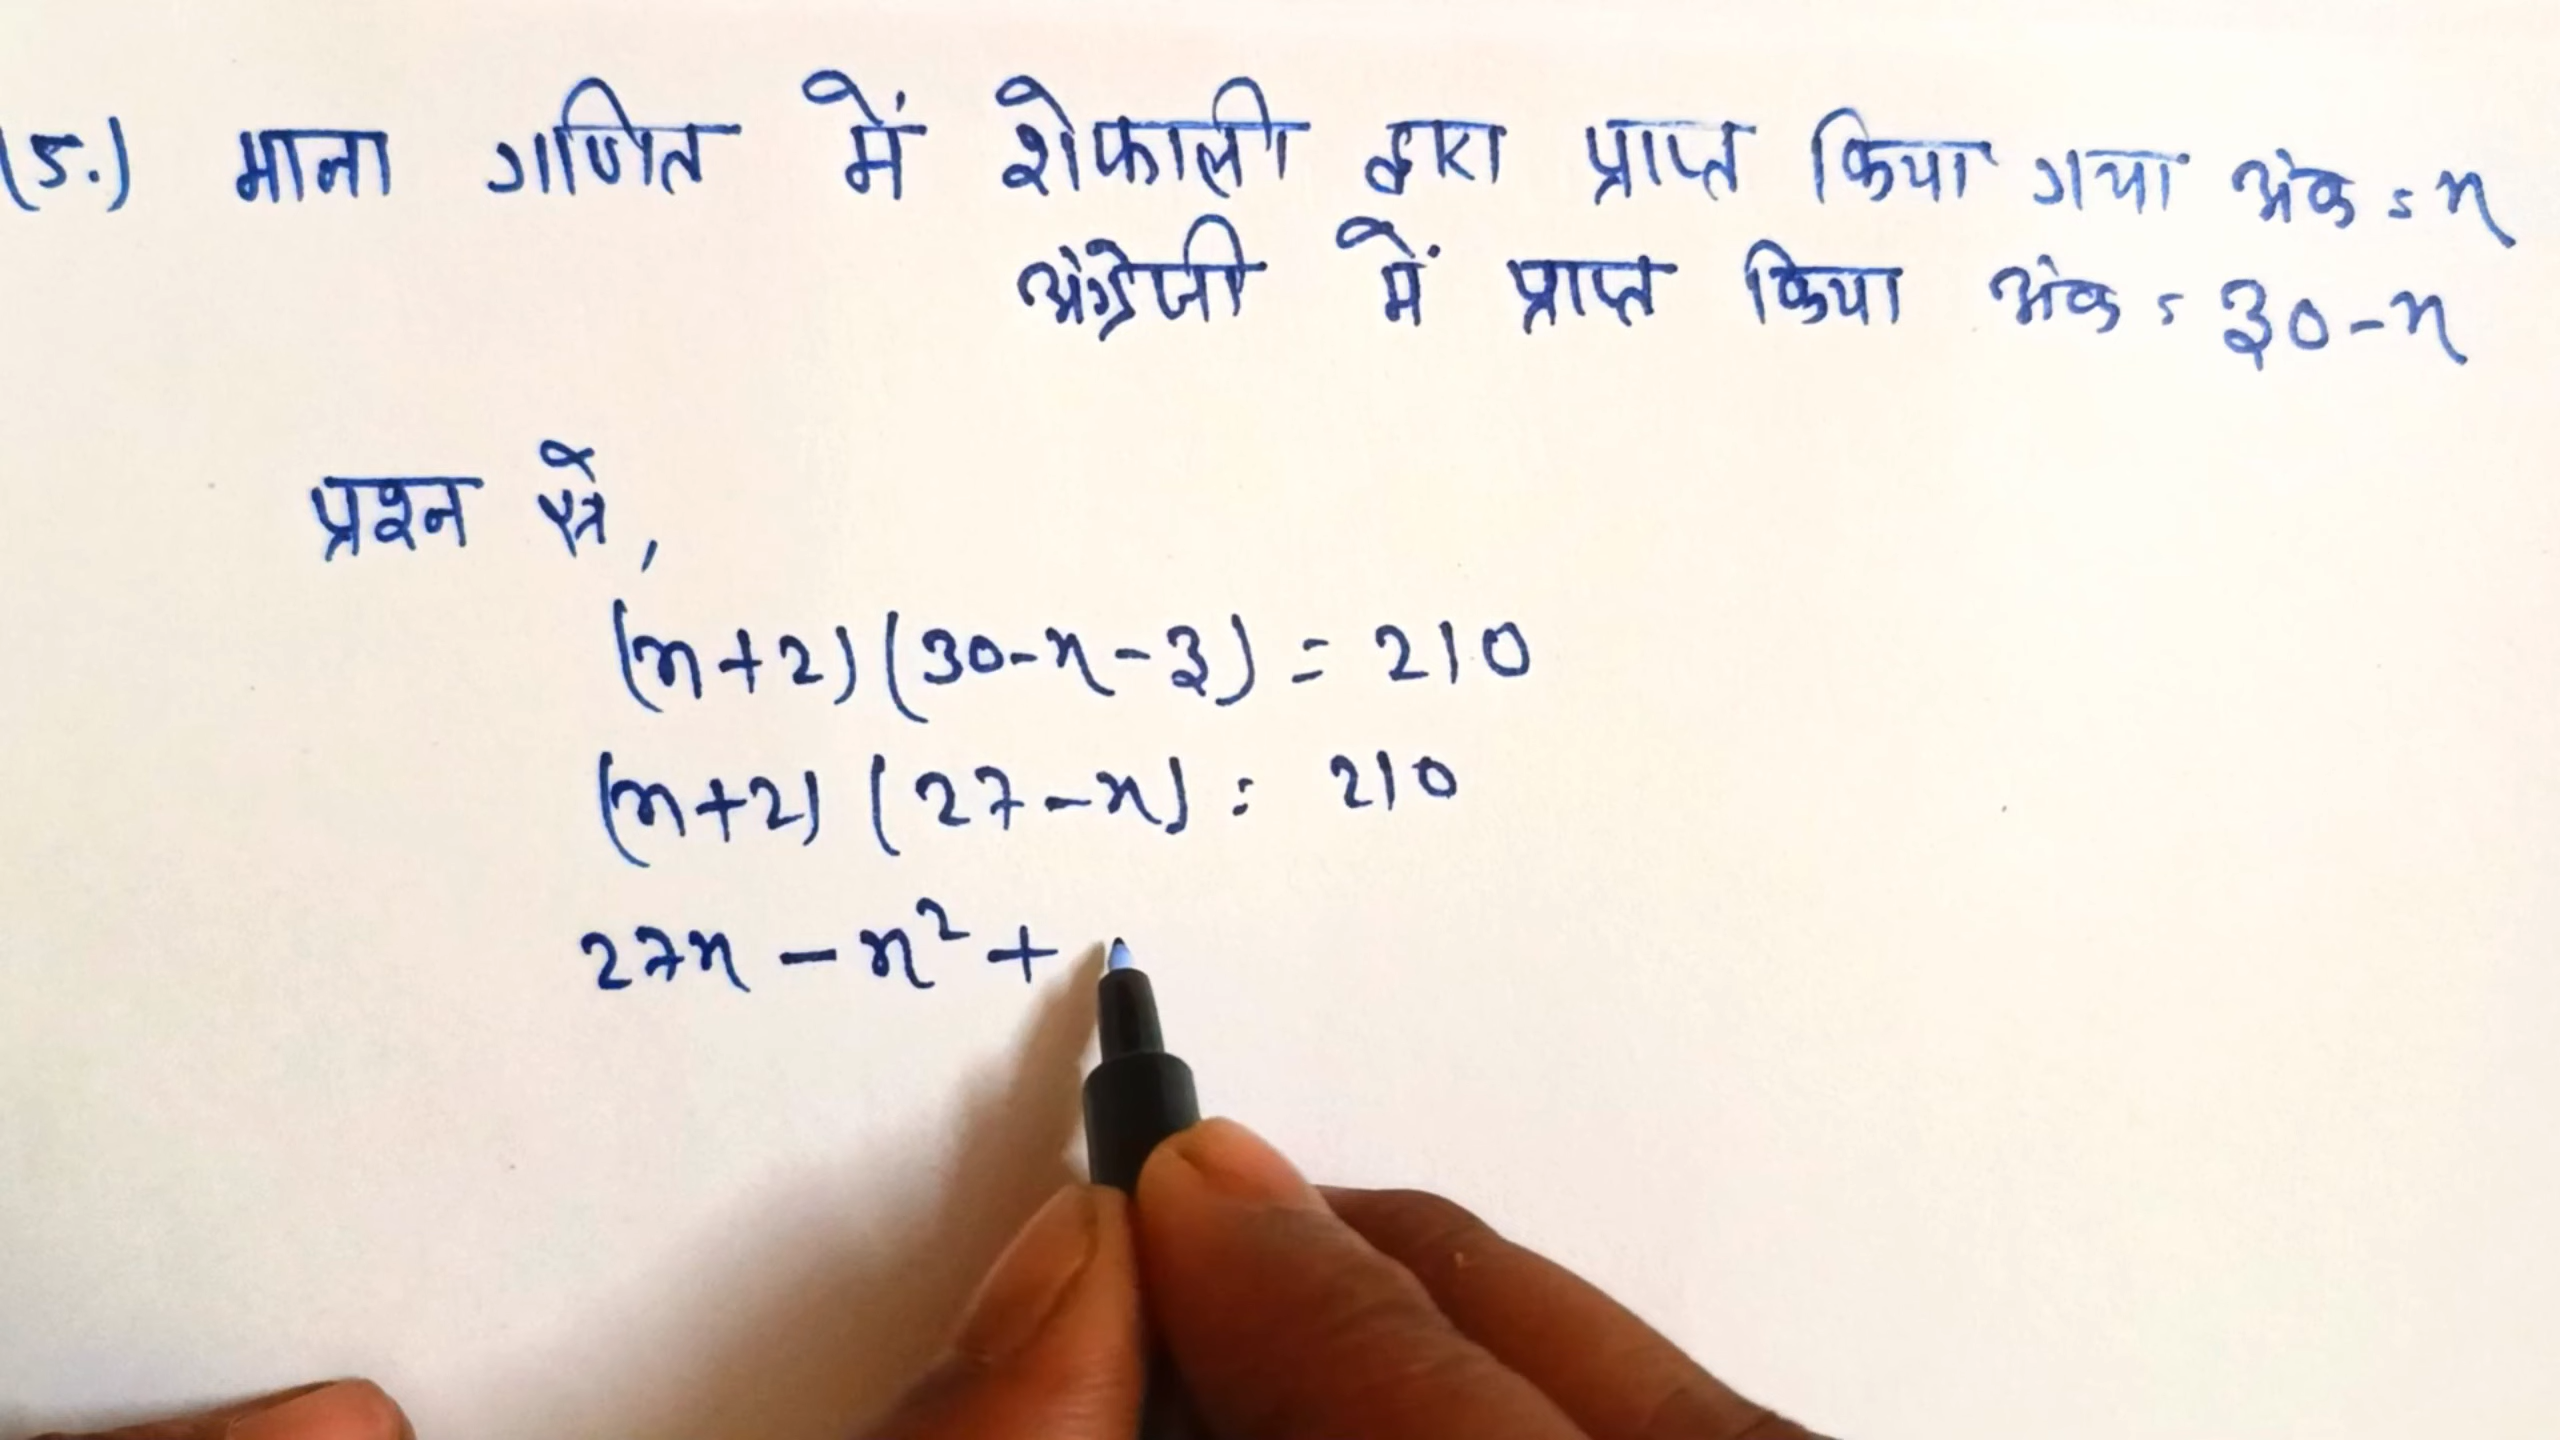 (5.) माना गणित में शेफाली द्वारा प्राप्त किया गया अंक = x
अंग्रेजी में प्राप्त किया अंक = 30-x
प्रश्न से,
(x+2)(30-x-3) = 210
(x+2) (27-x) = 210
27x - x² +